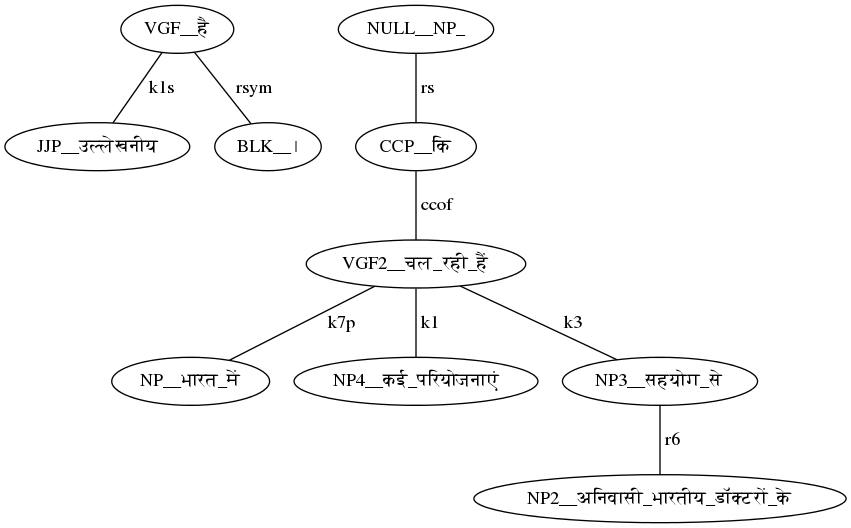 VGF__है NULL__NP_
k1s rsym rs
JJP__उल्लेखनीय BLK__। CCP__कि
ccof
VGF2__चल_रही_हैं
k7p k1 k3
NP__भारत_में NP4__कई_परियोजनाएं NP3__सहयोग_से
r6
NP2__अनिवासी_भारतीय_डॉक्टरों_के